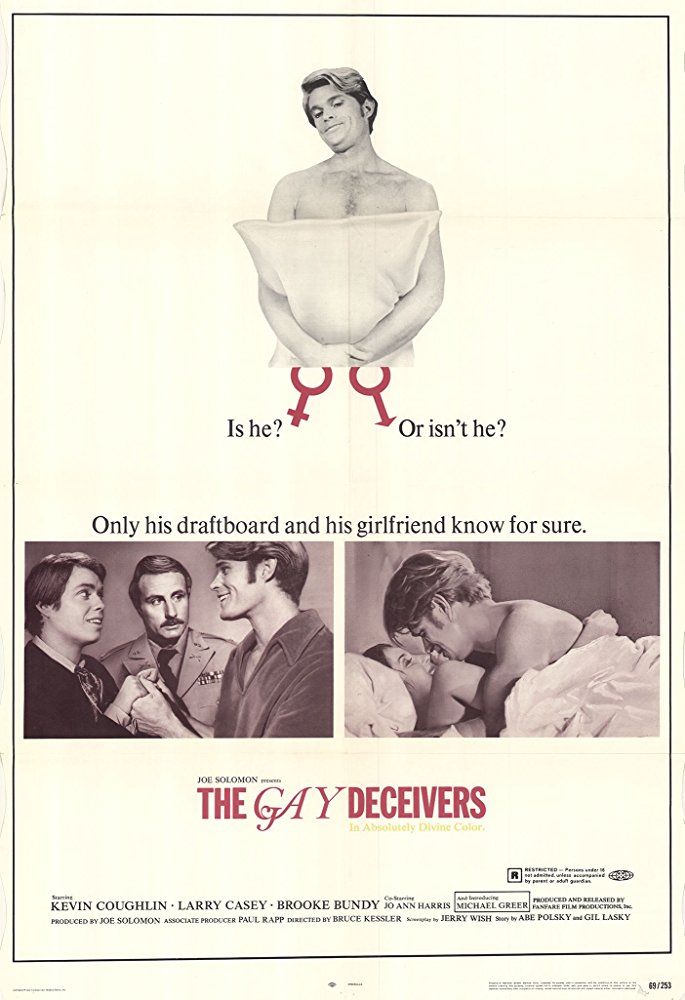 Is he? Or isn't he?
Only his draftboard and his girlfriend know for sure.
JOE SOLOMON presents
THE GAY DECEIVERS
In Absolutely Divine Color.
R RESTRICTED — Persons under 16 not admitted, unless accompanied by parent or adult guardian.
Starring
KEVIN COUGHLIN · LARRY CASEY · BROOKE BUNDY
Co-Starring
JO ANN HARRIS
And Introducing
MICHAEL GREER
PRODUCED AND RELEASED BY
FANFARE FILM PRODUCTIONS, Inc.
PRODUCED BY JOE SOLOMON ASSOCIATE PRODUCER PAUL RAPP DIRECTED BY BRUCE KESSLER Screenplay by JERRY WISH Story by ABE POLSKY and GIL LASKY
69/253